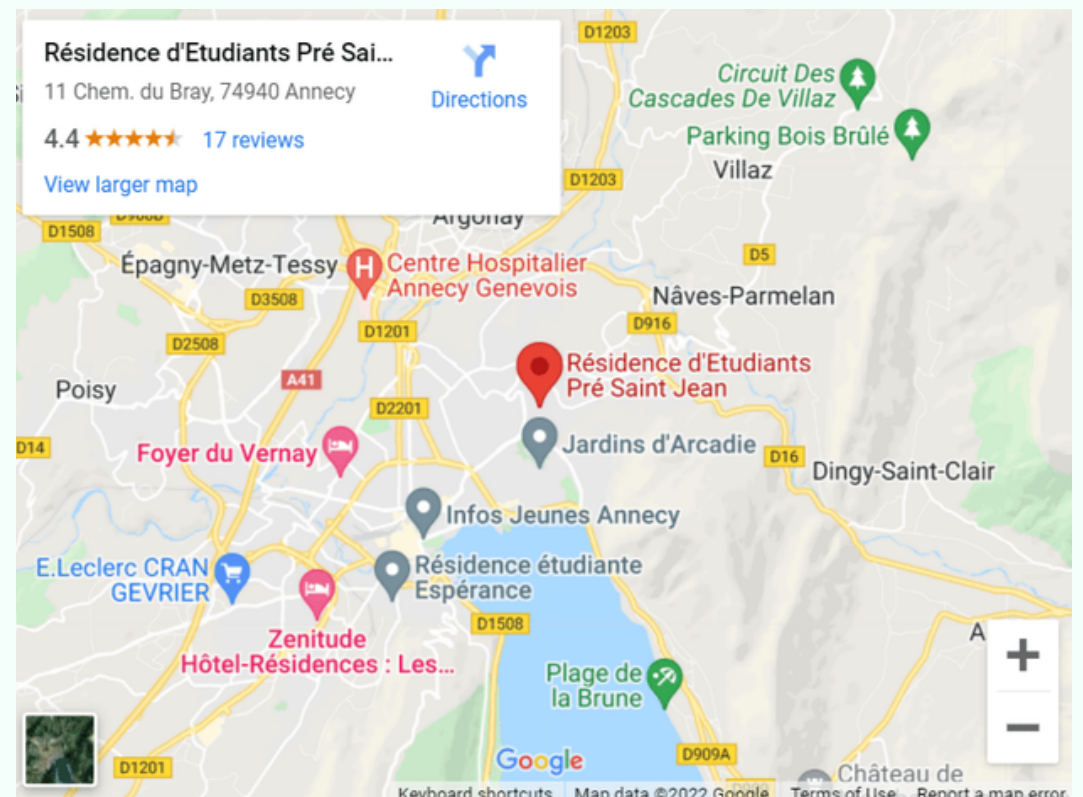 Résidence d'Etudiants Pré Sai...
11 Chem. du Bray, 74940 Annecy
4.4
17 reviews
View larger map
Directions
D1203
Circuit Des
Cascades De Villaz
Parking Bois Brûlé
Villaz
D1203
D1508
Argonay
Épagny-Metz-Tessy
H
Centre Hospitalier
Annecy Genevois
D5
D3508
Nâves-Parmelan
D1201
D916
D2508
Résidence d'Etudiants
Pré Saint Jean
A41
Poisy
D2201
D14
Foyer du Vernay
Jardins d'Arcadie
D16
Dingy-Saint-Clair
Infos Jeunes Annecy
E.Leclerc CRAN
GEVRIER
Résidence étudiante
Espérance
D1508
Zenitude
Hôtel-Résidences : Les...
A
+
Plage de
la Brune
−
Google
D909A
D1201
Château de
Keyboard shortcuts
Map data ©2022 Google
Terms of Use
Report a map error